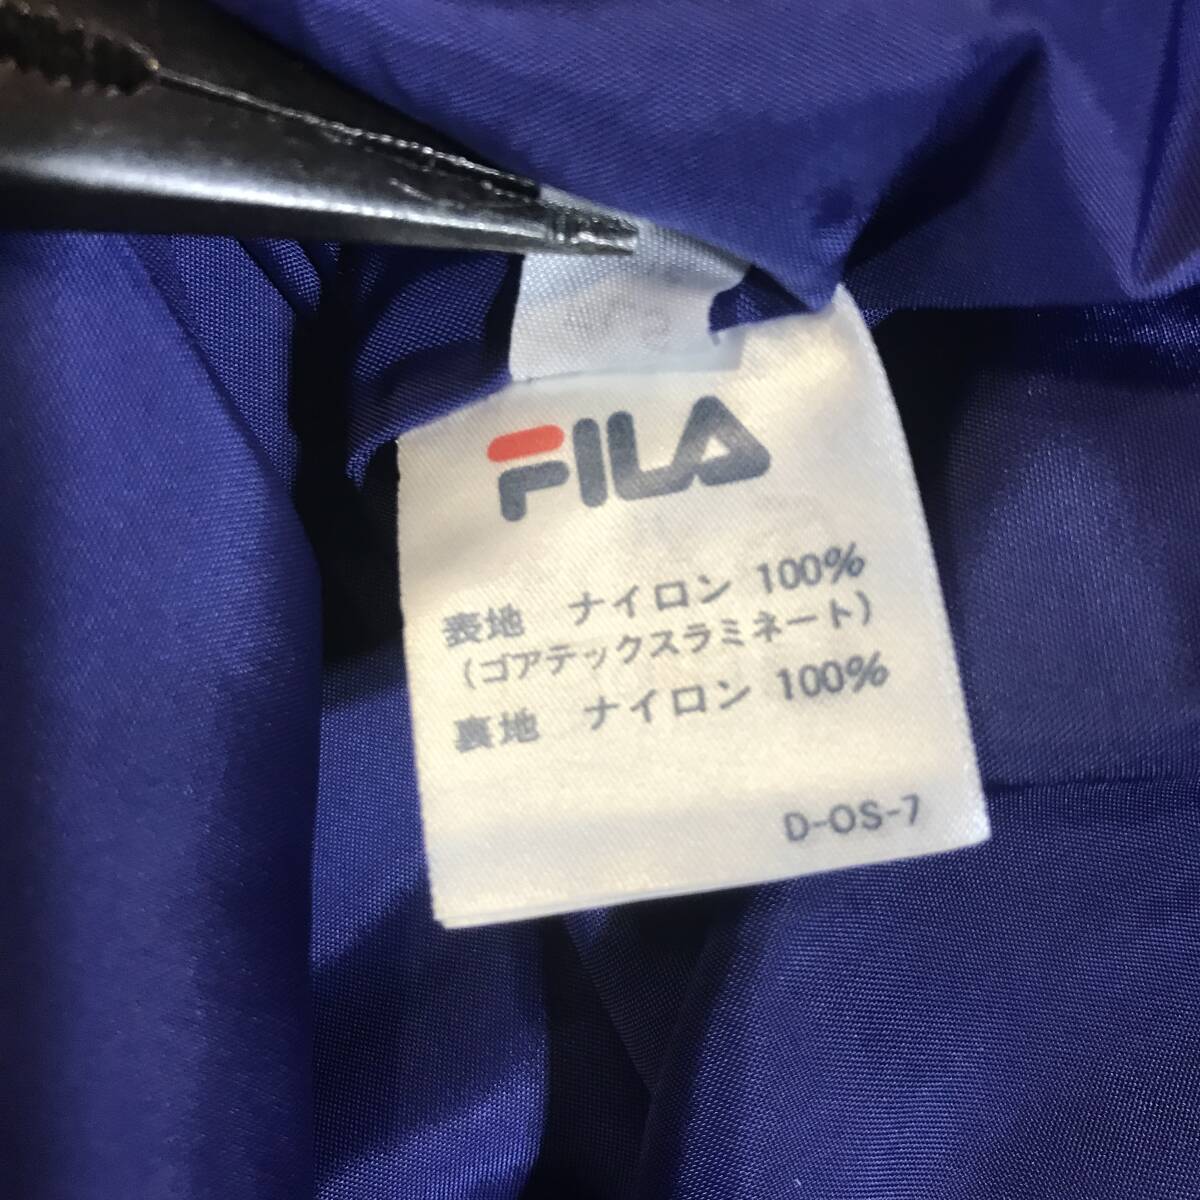 FILA
表地 ナイロン 100%
(ゴアテックスラミネート)
裏地 ナイロン 100%
D-OS-7